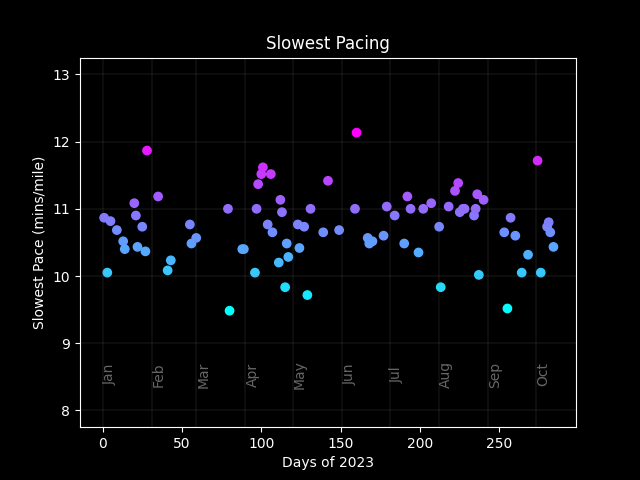 Slowest Pacing
13
12
11
10
9
8
Slowest Pace (mins/mile)
Jan Feb Mar Apr May Jun Jul Aug Sep Oct
0 50 100 150 200 250
Days of 2023